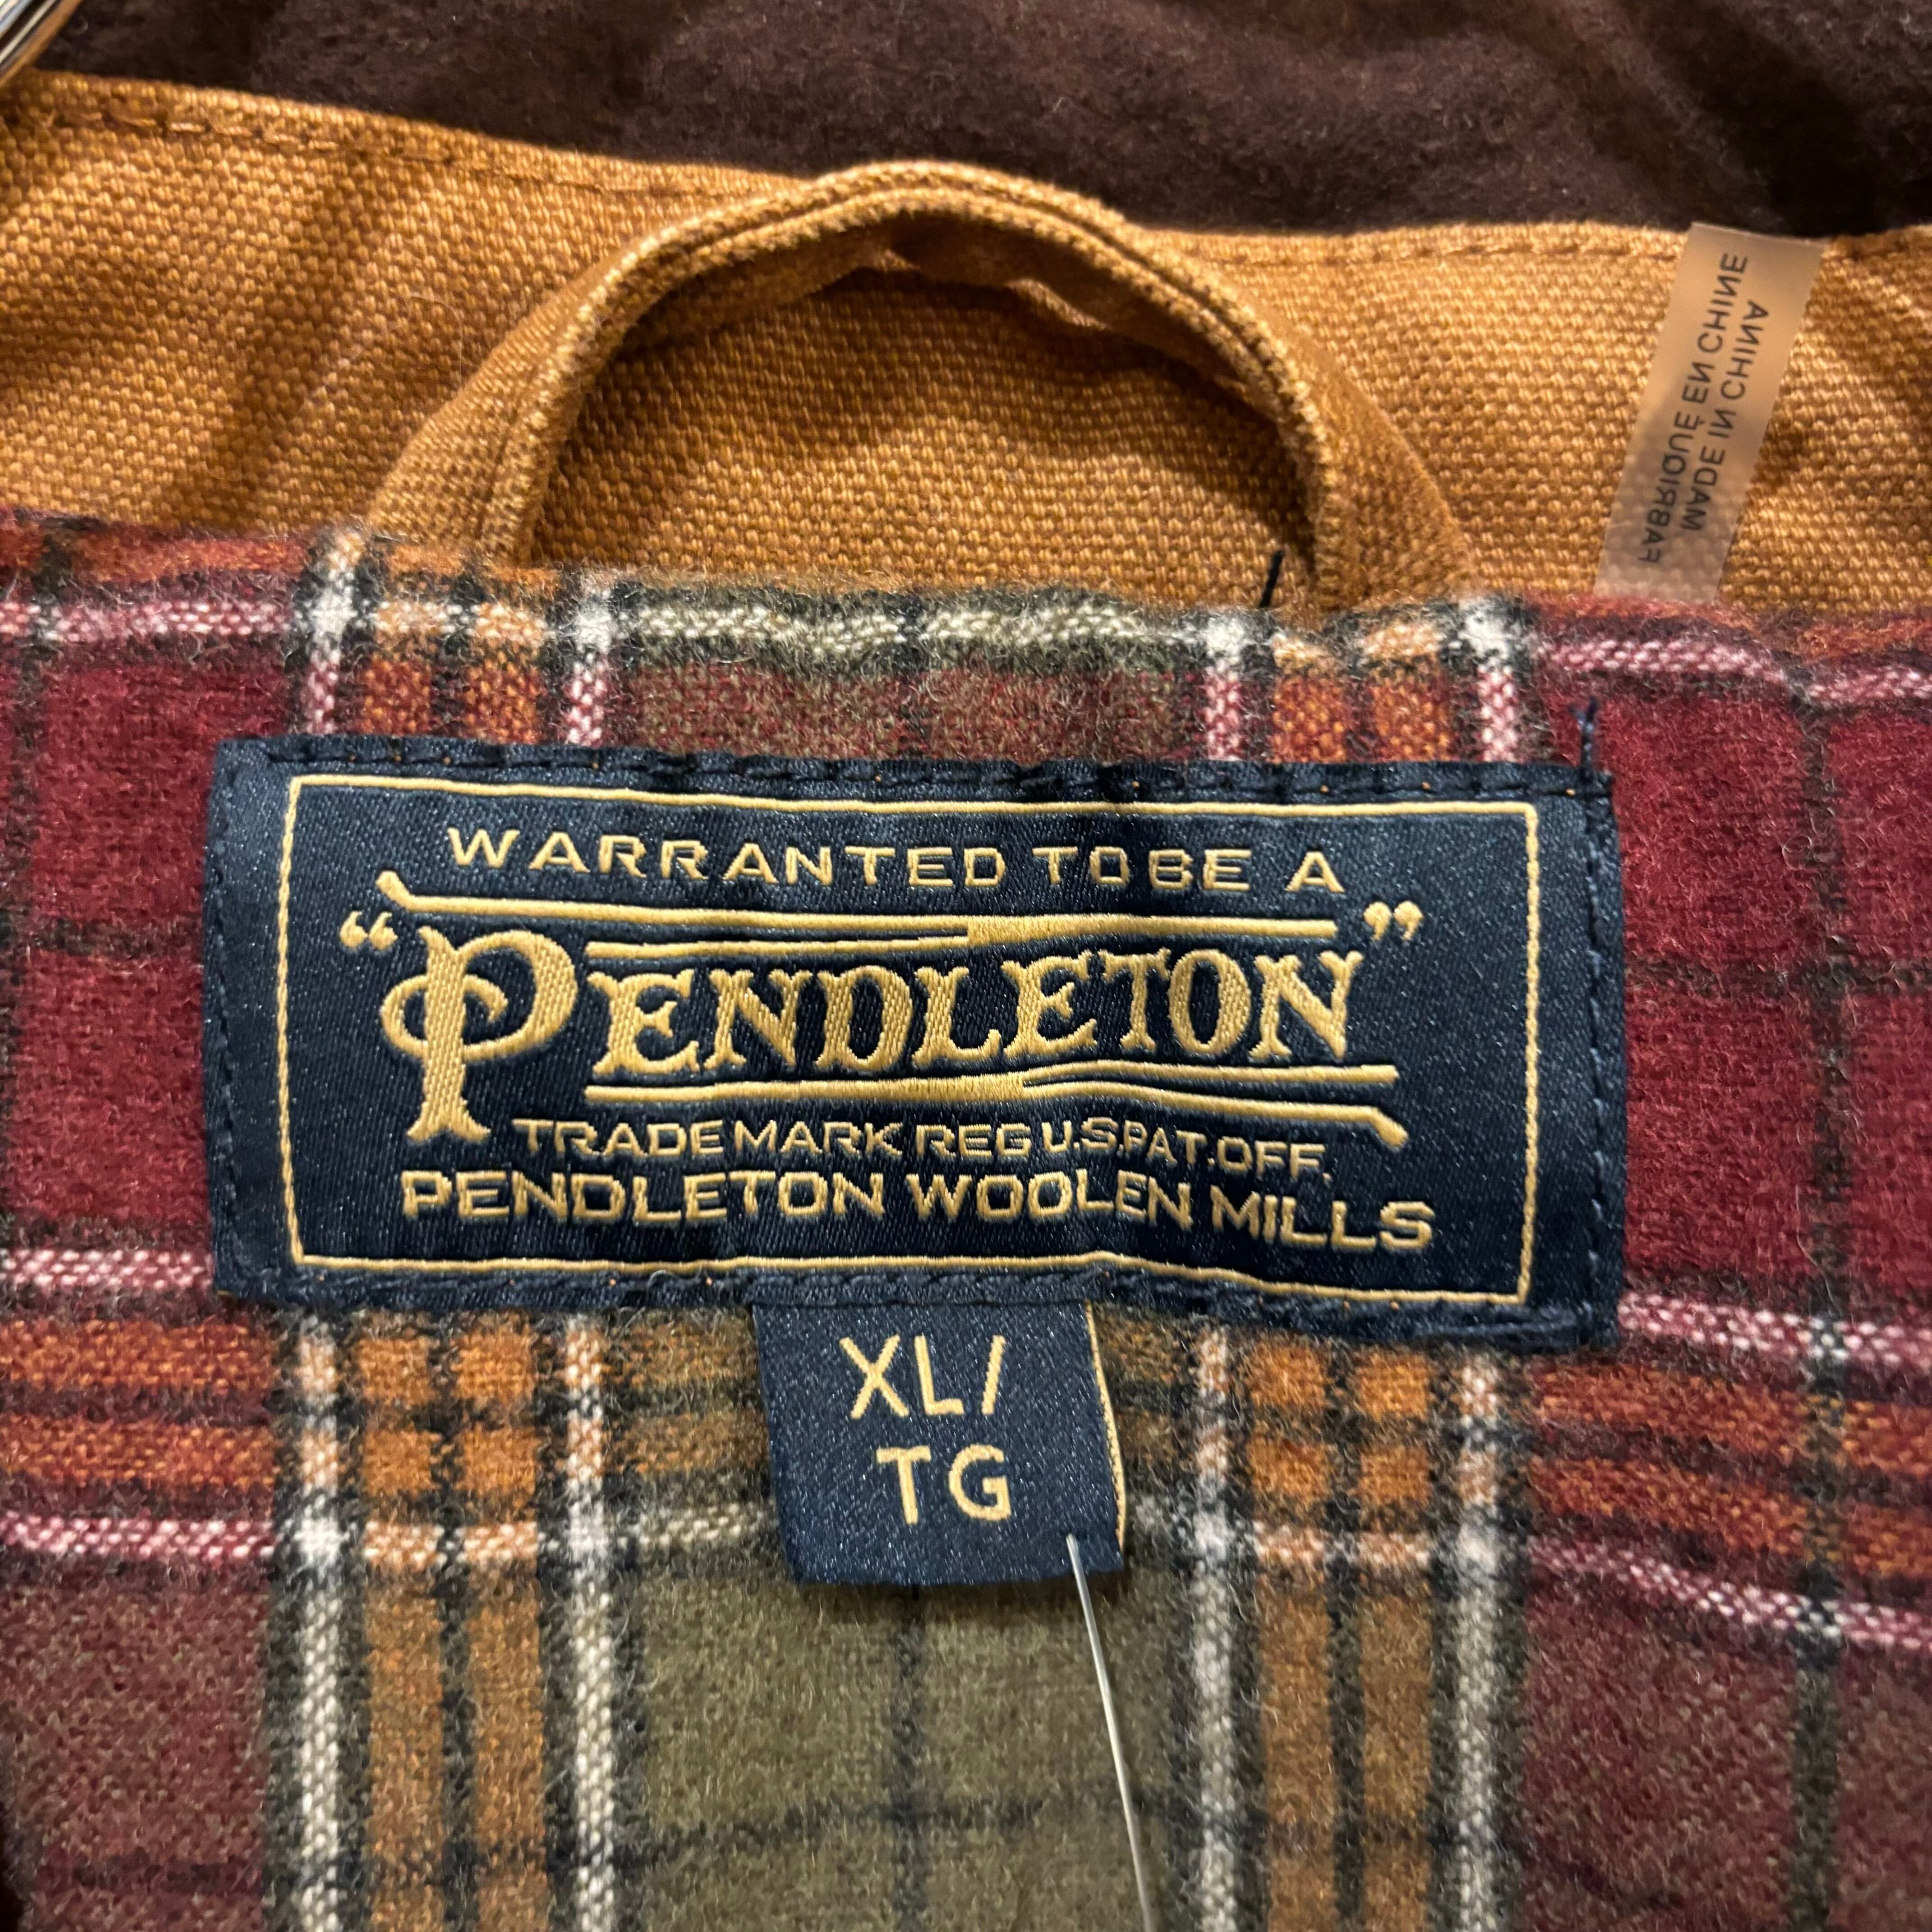 WARRANTED TO BE A
“PENDLETON”
TRADE MARK REG U.S.PAT.OFF.
PENDLETON WOOLEN MILLS
XL/
TG
MADE IN CHINA
FABRIQUÉ EN CHINE